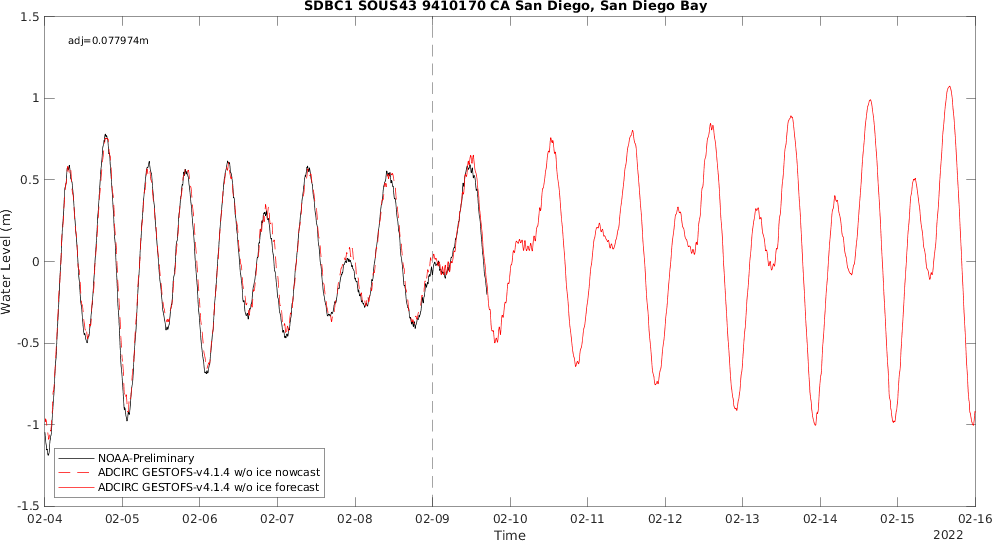 SDBC1 SOUS43 9410170 CA San Diego, San Diego Bay
1.5
adj=0.077974m
1
0.5
0
-0.5
-1
-1.5
Water Level (m)
NOAA-Preliminary
ADCIRC GESTOFS-v4.1.4 w/o ice nowcast
ADCIRC GESTOFS-v4.1.4 w/o ice forecast
02-04 02-05 02-06 02-07 02-08 02-09 02-10 02-11 02-12 02-13 02-14 02-15 02-16
Time
2022